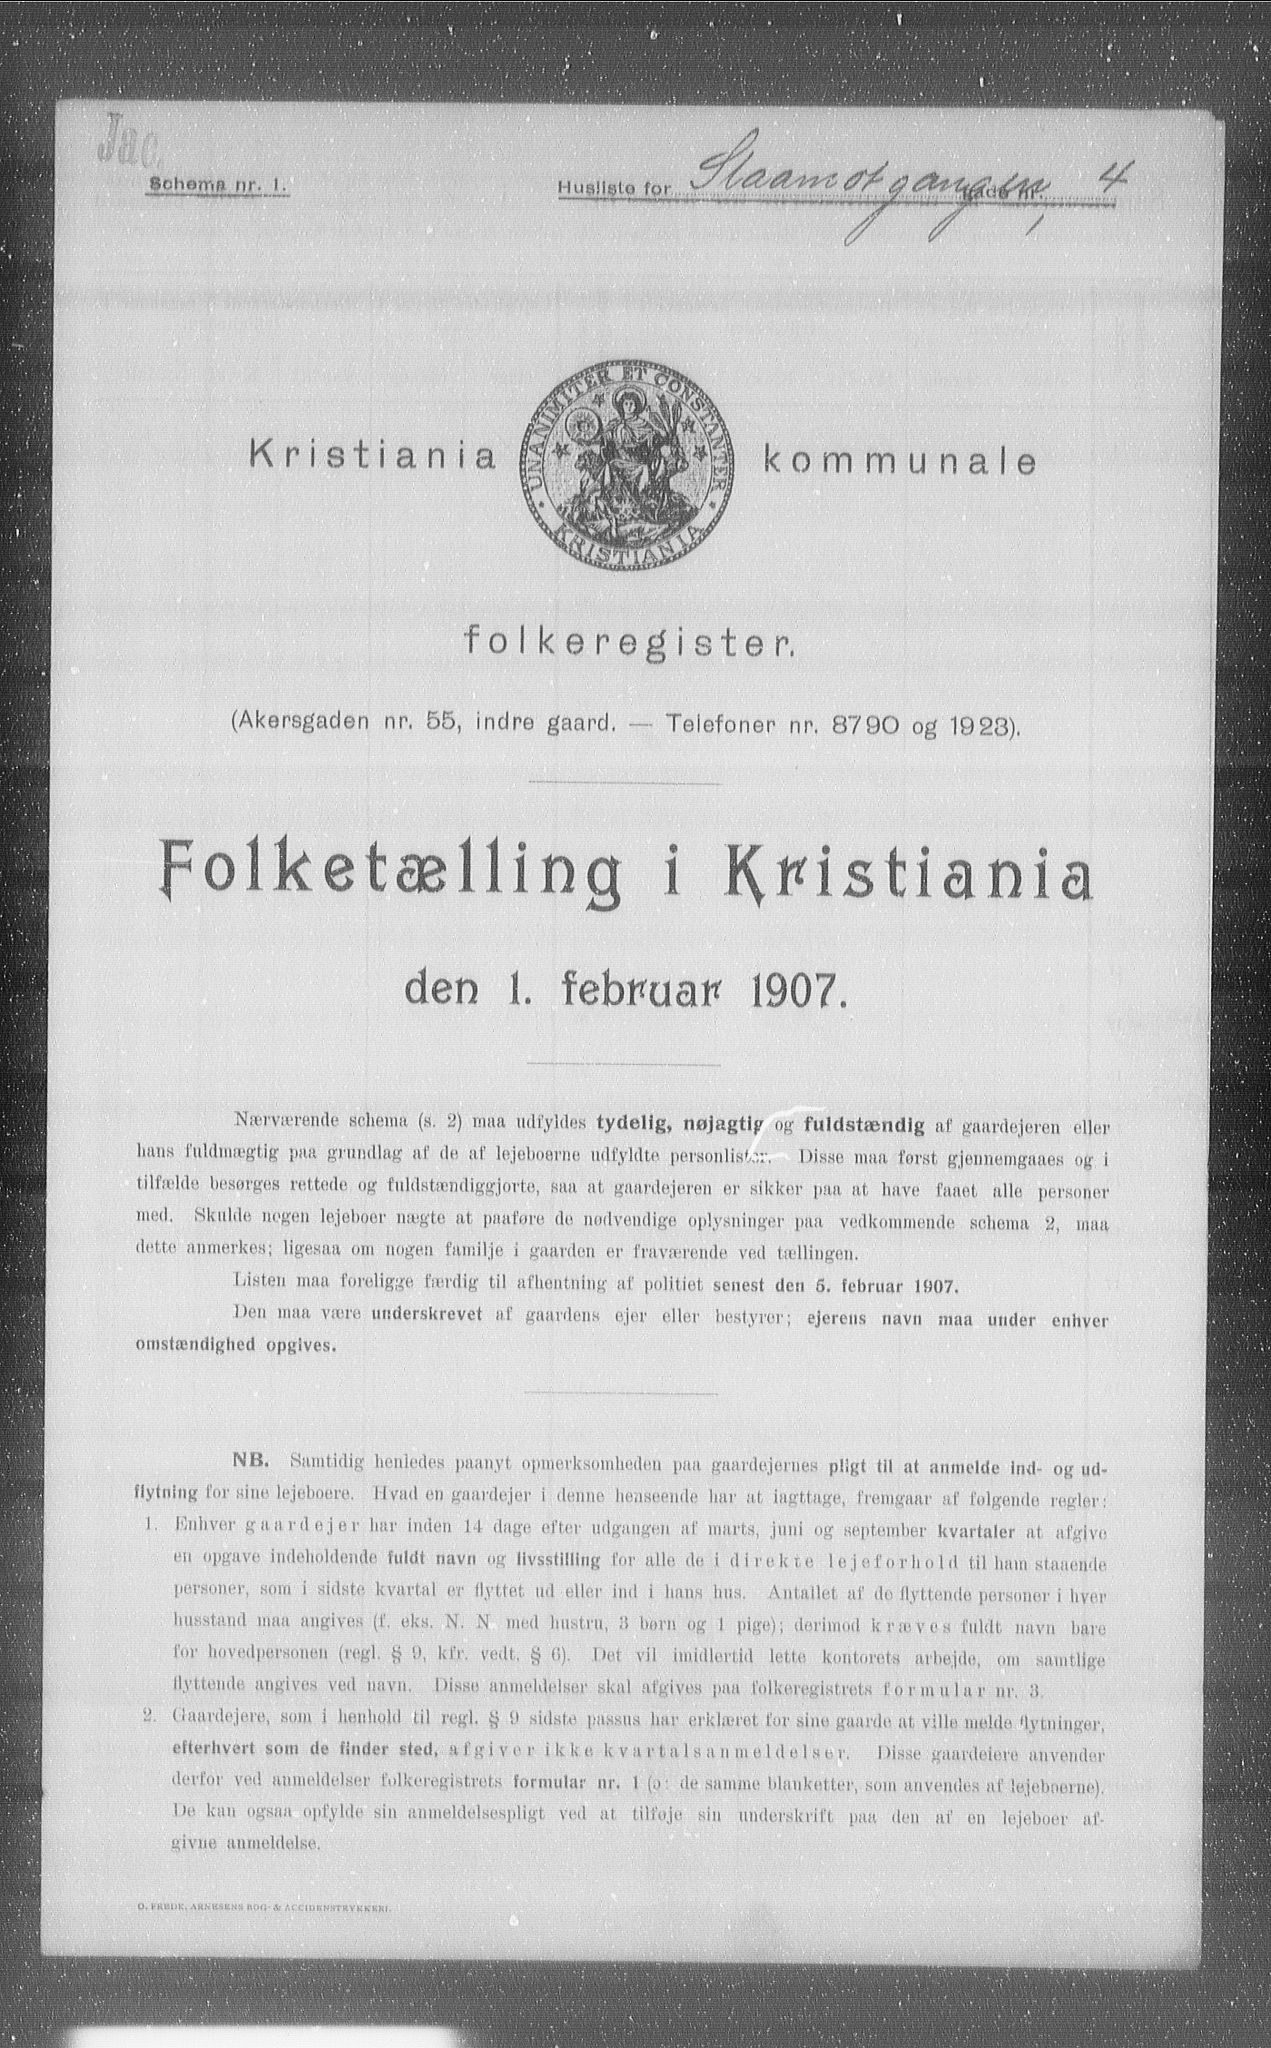 Jac.
Schema nr. 1.
Husliste for Slaamotgangen, gade nr. 4
UNANIMITER ET CONSTANTER
KRISTIANIA
Kristiania kommunale
folkeregister.
(Akersgaden nr. 55, indre gaard. — Telefoner nr. 8790 og 1923).
Folketælling i Kristiania
den 1. februar 1907.
Nærværende schema (s. 2) maa udfyldes tydelig, nøjagtig og fuldstændig af gaardejeren eller
hans fuldmægtig paa grundlag af de af lejeboerne udfyldte personlister. Disse maa først gjennemgaaes og i
tilfælde besørges rettede og fuldstændiggjorte, saa at gaardejeren er sikker paa at have faaet alle personer
med. Skulde nogen lejeboer nægte at paaføre de nødvendige oplysninger paa vedkommende schema 2, maa
dette anmerkes; ligesaa om nogen familje i gaarden er fraværende ved tællingen.
Listen maa foreligge færdig til afhentning af politiet senest den 5. februar 1907.
Den maa være underskrevet af gaardens ejer eller bestyrer; ejerens navn maa under enhver
omstændighed opgives.
NB. Samtidig henledes paanyt opmerksomheden paa gaardejernes pligt til at anmelde ind- og ud-
flytning for sine lejeboere. Hvad en gaardejer i denne henseende har at iagttage, fremgaar af følgende regler:
1. Enhver gaardejer har inden 14 dage efter udgangen af marts, juni og september kvartaler at afgive
en opgave indeholdende fuldt navn og livsstilling for alle de i direkte lejeforhold til ham staaende
personer, som i sidste kvartal er flyttet ud eller ind i hans hus. Antallet af de flyttende personer i hver
husstand maa angives (f. eks. N. N. med hustru, 3 børn og 1 pige); derimod kræves fuldt navn bare
for hovedpersonen (regl. § 9, kfr. vedt. § 6). Det vil imidlertid lette kontorets arbejde, om samtlige
flyttende angives ved navn. Disse anmeldelser skal afgives paa folkeregistrets formular nr. 3.
2. Gaardejere, som i henhold til regl. § 9 sidste passus har erklæret for sine gaarde at ville melde flytninger,
efterhvert som de finder sted, afgiver ikke kvartalsanmeldelser. Disse gaardeiere anvender
derfor ved anmeldelser folkeregistrets formular nr. 1 (ɔ: de samme blanketter, som anvendes af lejeboerne).
De kan ogsaa opfylde sin anmeldelsespligt ved at tilføje sin underskrift paa den af en lejeboer af-
givne anmeldelse.
O. FREDR. ARNESENS BOG- & ACCIDENSTRYKKERI.